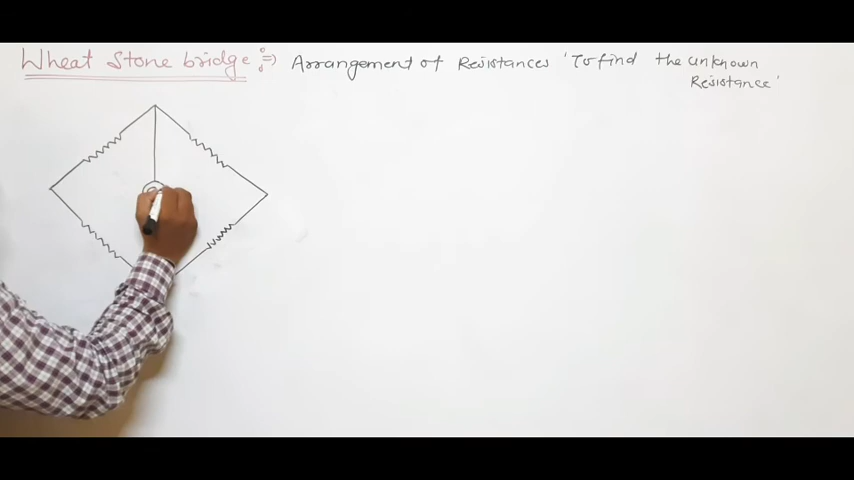 Wheat Stone bridge :⇒ Arrangement of Resistances 'To find the unknown
Resistance'